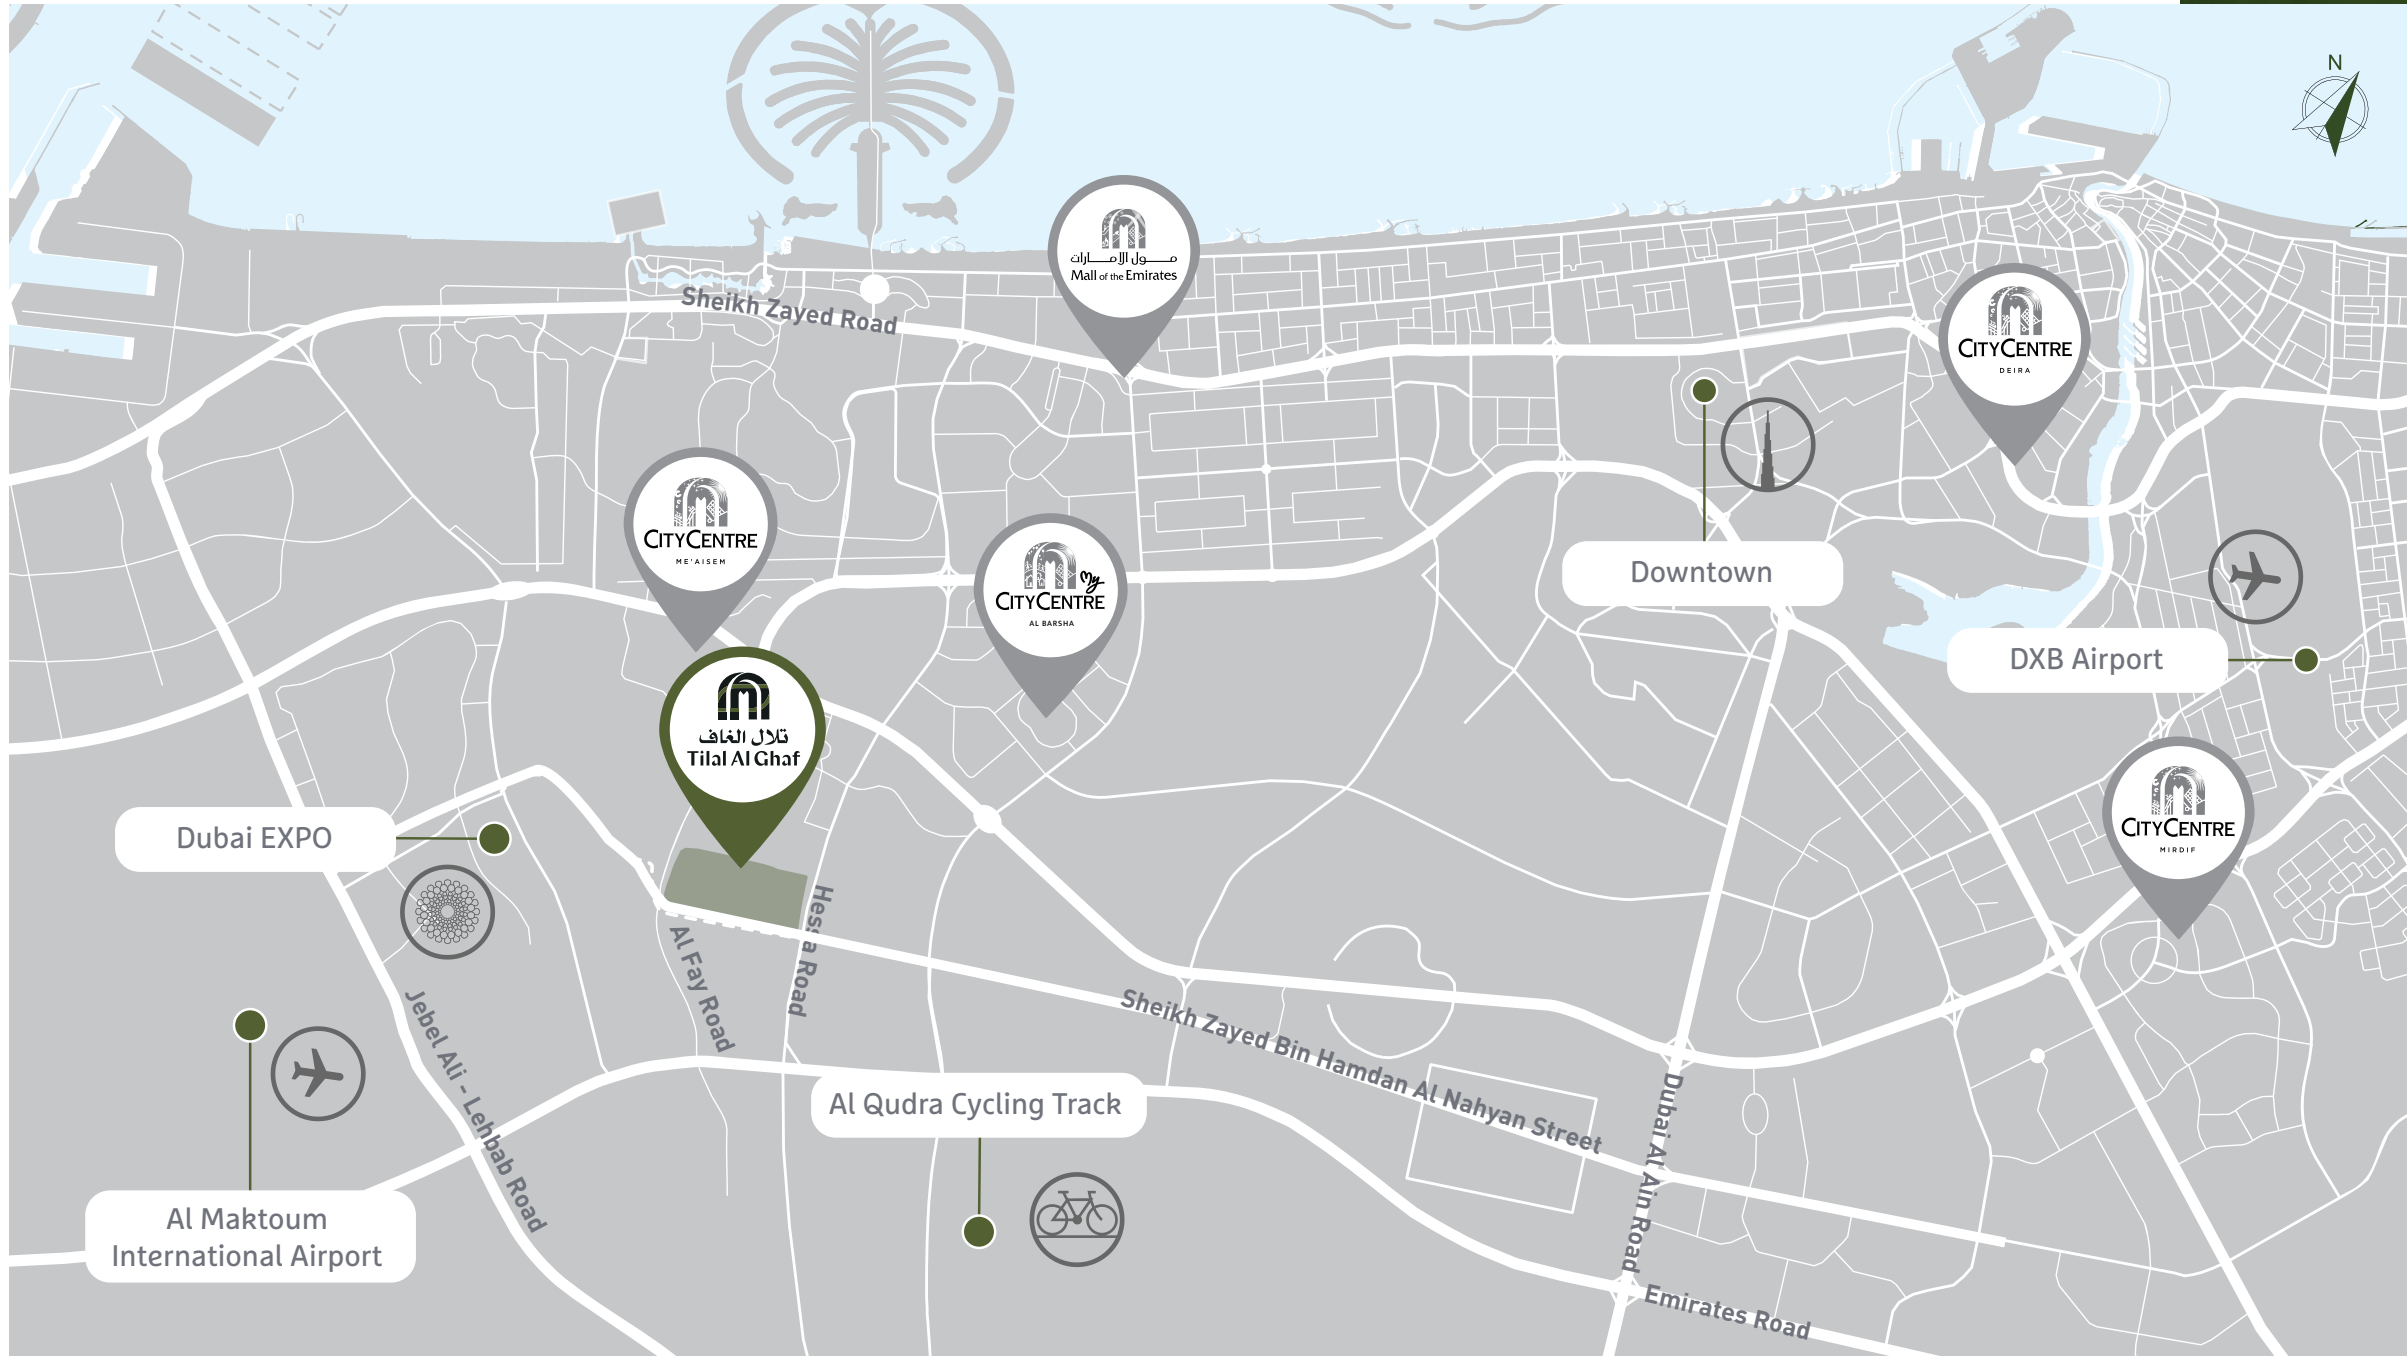 N
مول الإمارات
Mall of the Emirates
Sheikh Zayed Road
CITY CENTRE
DEIRA
CITY CENTRE
ME'AISEM
My
CITY CENTRE
AL BARSHA
Downtown
DXB Airport
تلال الغاف
Tilal Al Ghaf
CITY CENTRE
MIRDIF
Dubai EXPO
Hessa Road
Al Fay Road
Jebel Ali - Lehbab Road
Sheikh Zayed Bin Hamdan Al Nahyan Street
Al Qudra Cycling Track
Dubai Al Ain Road
Al Maktoum
International Airport
Emirates Road